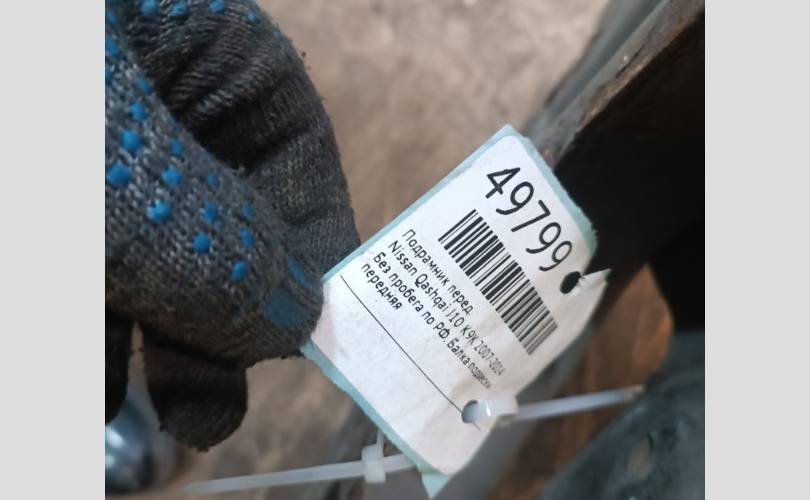 49799
Подрамник перед.
Nissan Qashqai J10 K9K 2007-2014
Без пробега по РФ. Балка подвески
передняя